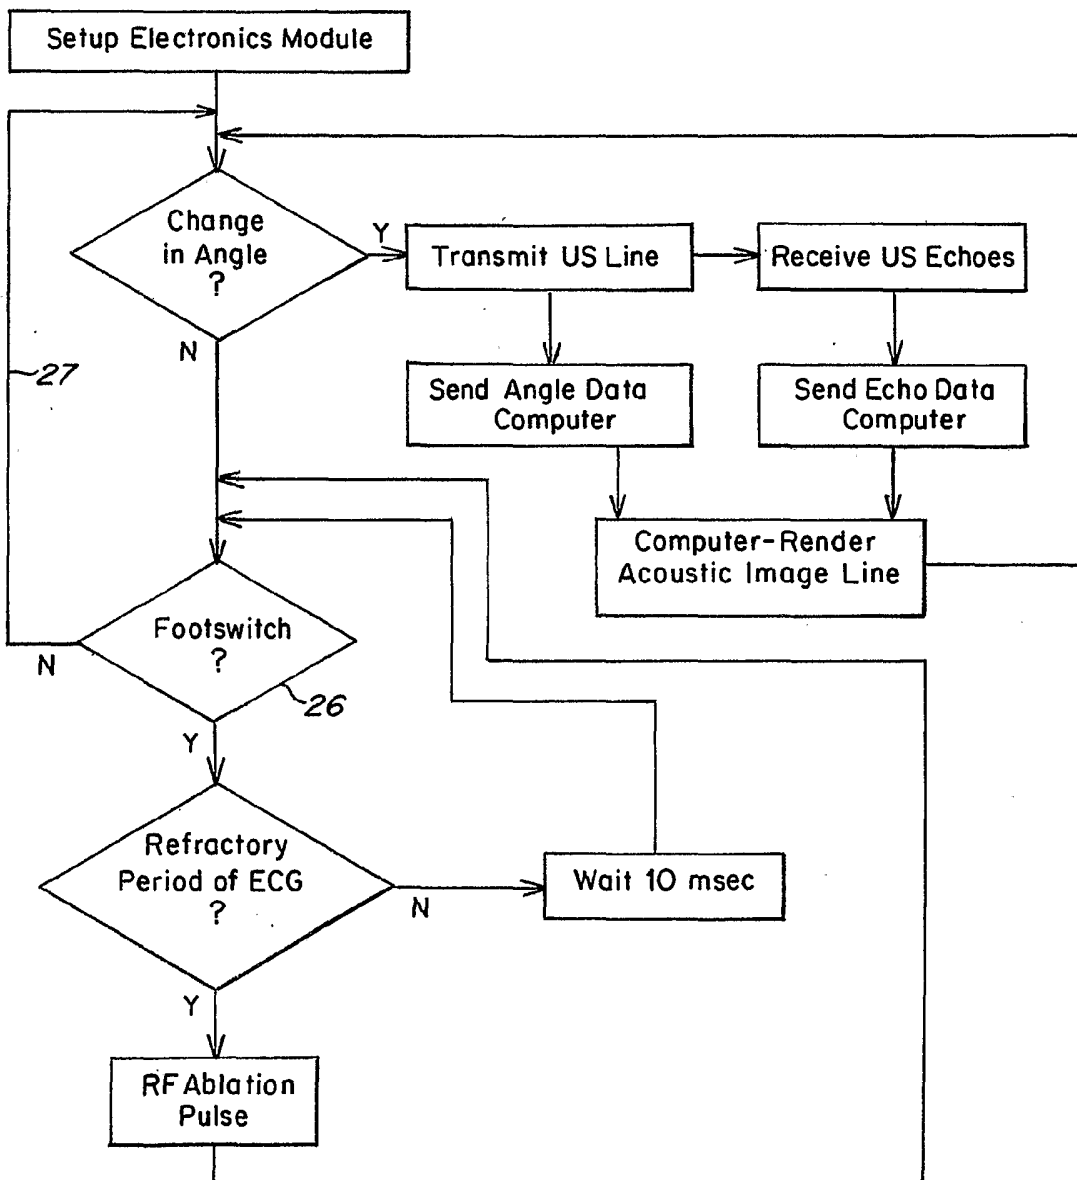 Setup Electronics Module
Change
in Angle
?
Y
N
Transmit US Line
Receive US Echoes
27
Send Angle Data
Computer
Send Echo Data
Computer
Computer-Render
Acoustic Image Line
Footswitch
?
N
26
Y
Refractory
Period of ECG
?
N
Wait 10 msec
Y
RF Ablation
Pulse